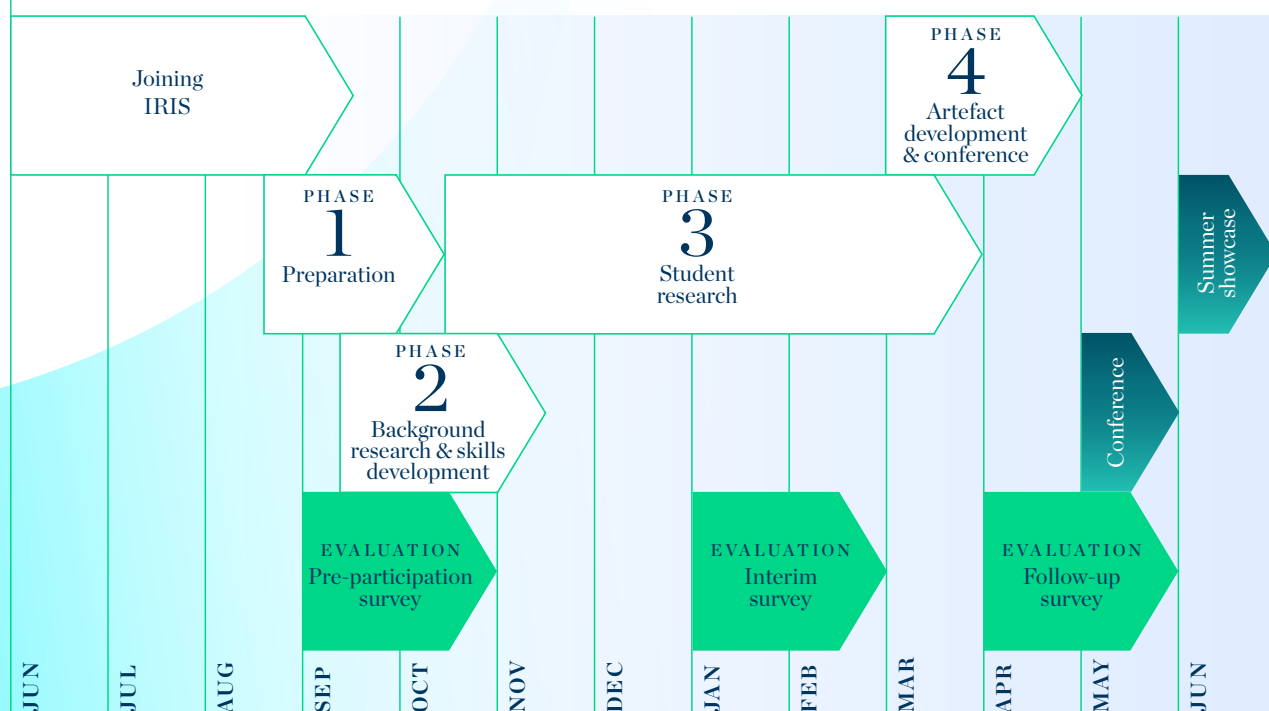 Joining
IRIS
PHASE
4
Artefact
development
& conference
PHASE
1
Preparation
PHASE
3
Student
research
Summer
showcase
PHASE
2
Background
research & skills
development
Conference
EVALUATION
Pre-participation
survey
EVALUATION
Interim
survey
EVALUATION
Follow-up
survey
JUN
JUL
AUG
SEP
OCT
NOV
DEC
JAN
FEB
MAR
APR
MAY
JUN